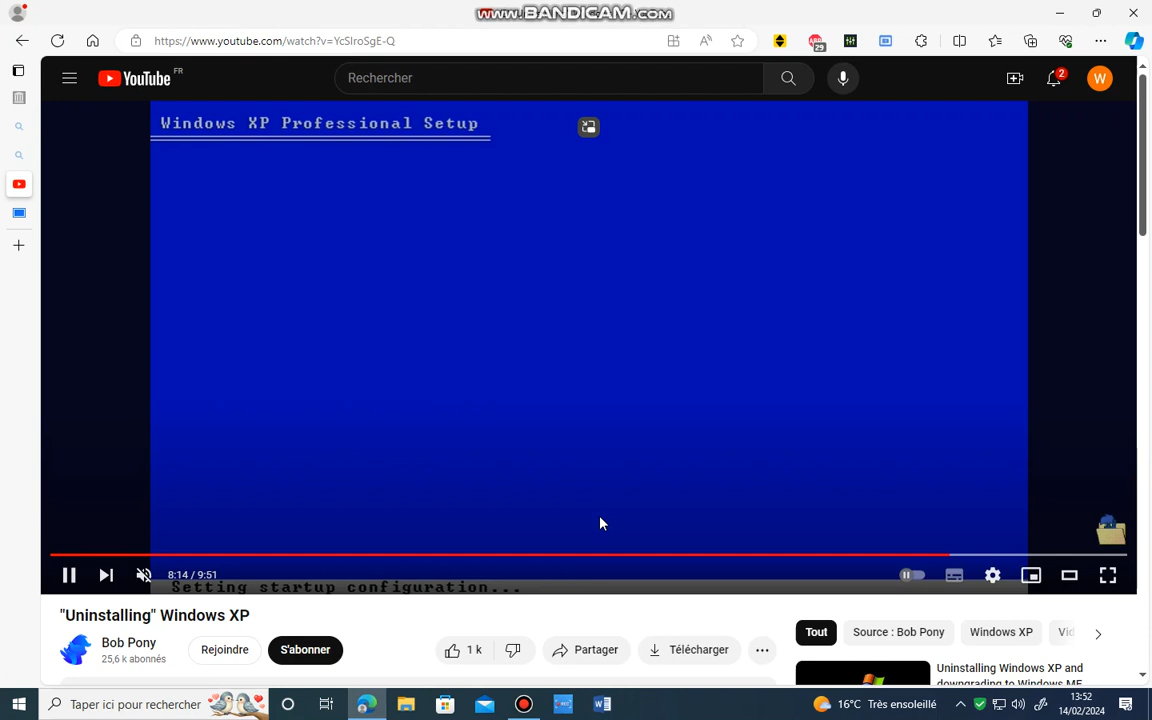 www.BANDICAM.com
https://www.youtube.com/watch?v=YcSlroSgE-Q
29
YouTube FR
Rechercher
2
W
Windows XP Professional Setup
8:14 / 9:51
Setting startup configuration...
"Uninstalling" Windows XP
Bob Pony
25,6 k abonnés
Rejoindre
S'abonner
1 k
Partager
Télécharger
Tout
Source : Bob Pony
Windows XP
Vid
Uninstalling Windows XP and
downgrading to Windows ME
Taper ici pour rechercher
16°C Très ensoleillé
13:52
14/02/2024